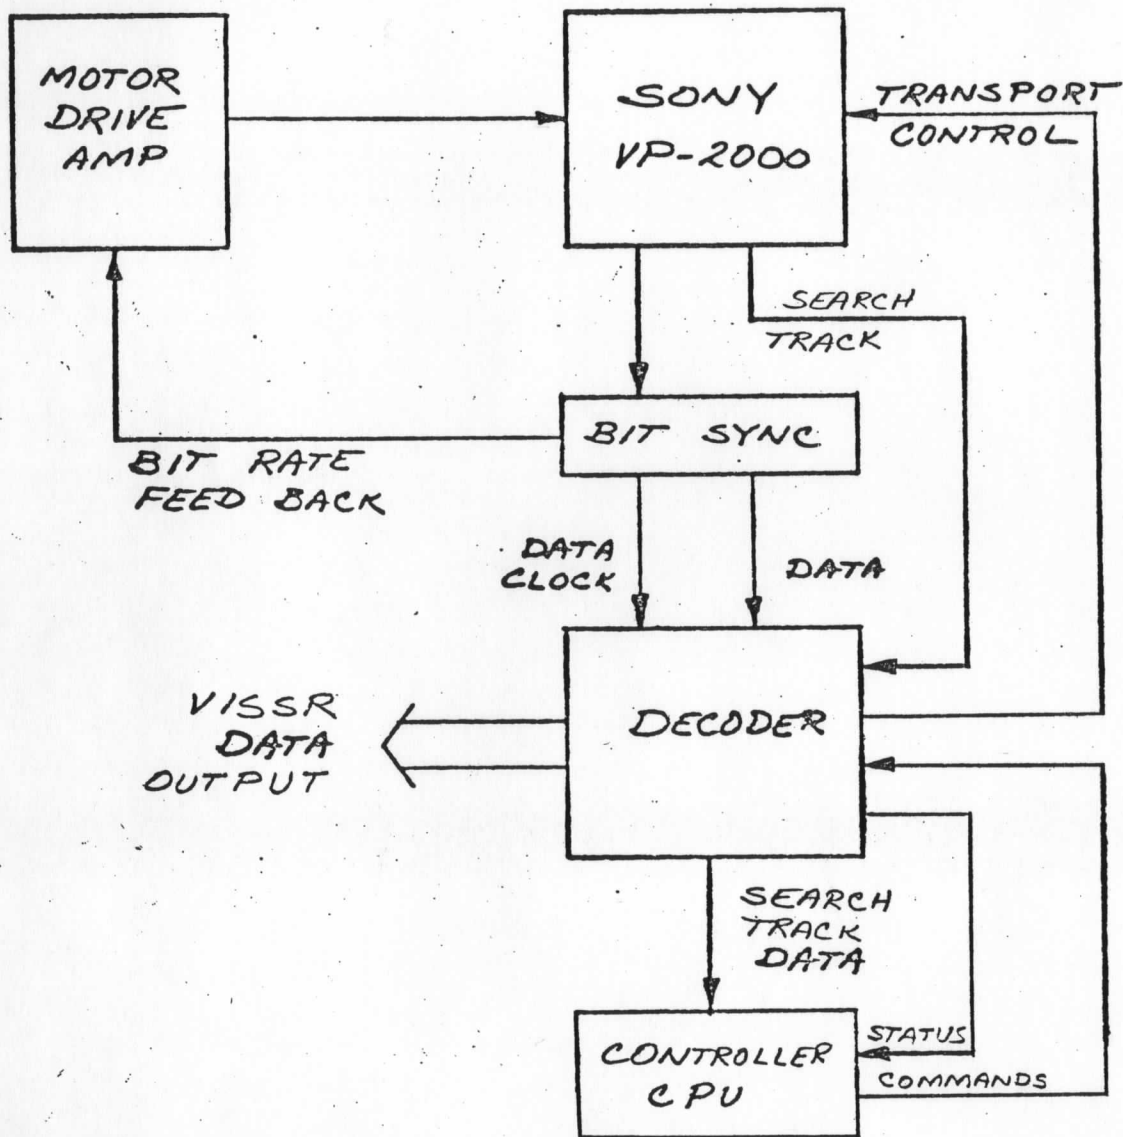 MOTOR
DRIVE
AMP
SONY
VP-2000
TRANSPORT
CONTROL
SEARCH
TRACK
BIT SYNC
BIT RATE
FEED BACK
DATA
CLOCK
DATA
VISSR
DATA
OUTPUT
DECODER
SEARCH
TRACK
DATA
CONTROLLER
CPU
STATUS
COMMANDS